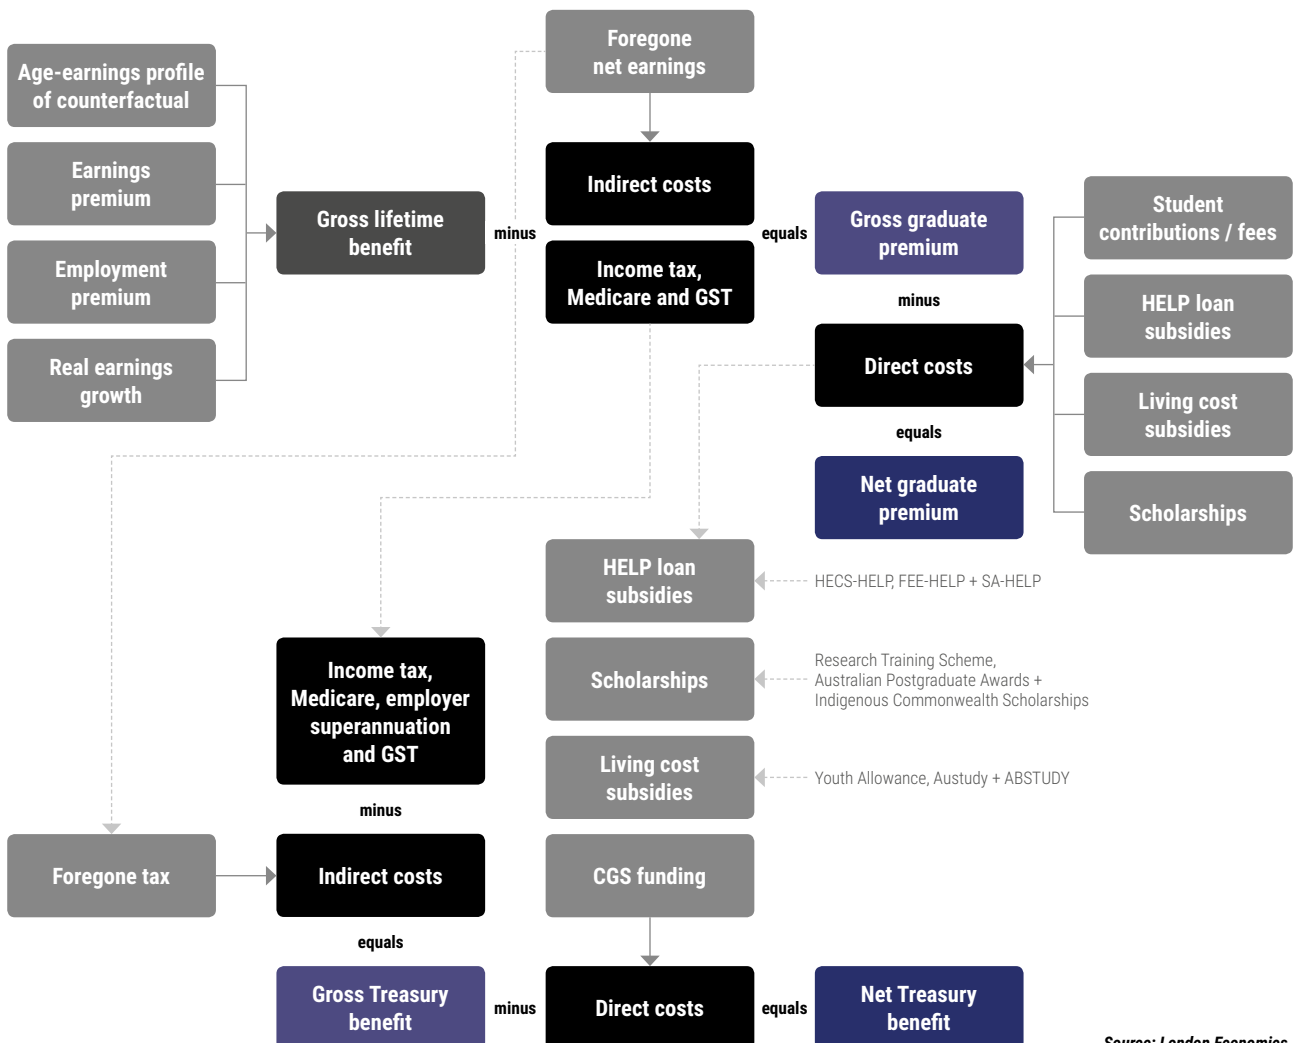 Foregone
net earnings
Age-earnings profile
of counterfactual
Earnings
premium
Employment
premium
Real earnings
growth
Gross lifetime
benefit
minus
Indirect costs
Income tax,
Medicare and GST
equals
Gross graduate
premium
minus
Direct costs
equals
Net graduate
premium
Student
contributions / fees
HELP loan
subsidies
Living cost
subsidies
Scholarships
HELP loan
subsidies
HECS-HELP, FEE-HELP + SA-HELP
Scholarships
Research Training Scheme,
Australian Postgraduate Awards +
Indigenous Commonwealth Scholarships
Living cost
subsidies
Youth Allowance, Austudy + ABSTUDY
CGS funding
Income tax,
Medicare, employer
superannuation
and GST
minus
Foregone tax
Indirect costs
equals
Gross Treasury
benefit
minus
Direct costs
equals
Net Treasury
benefit
Source: London Economics